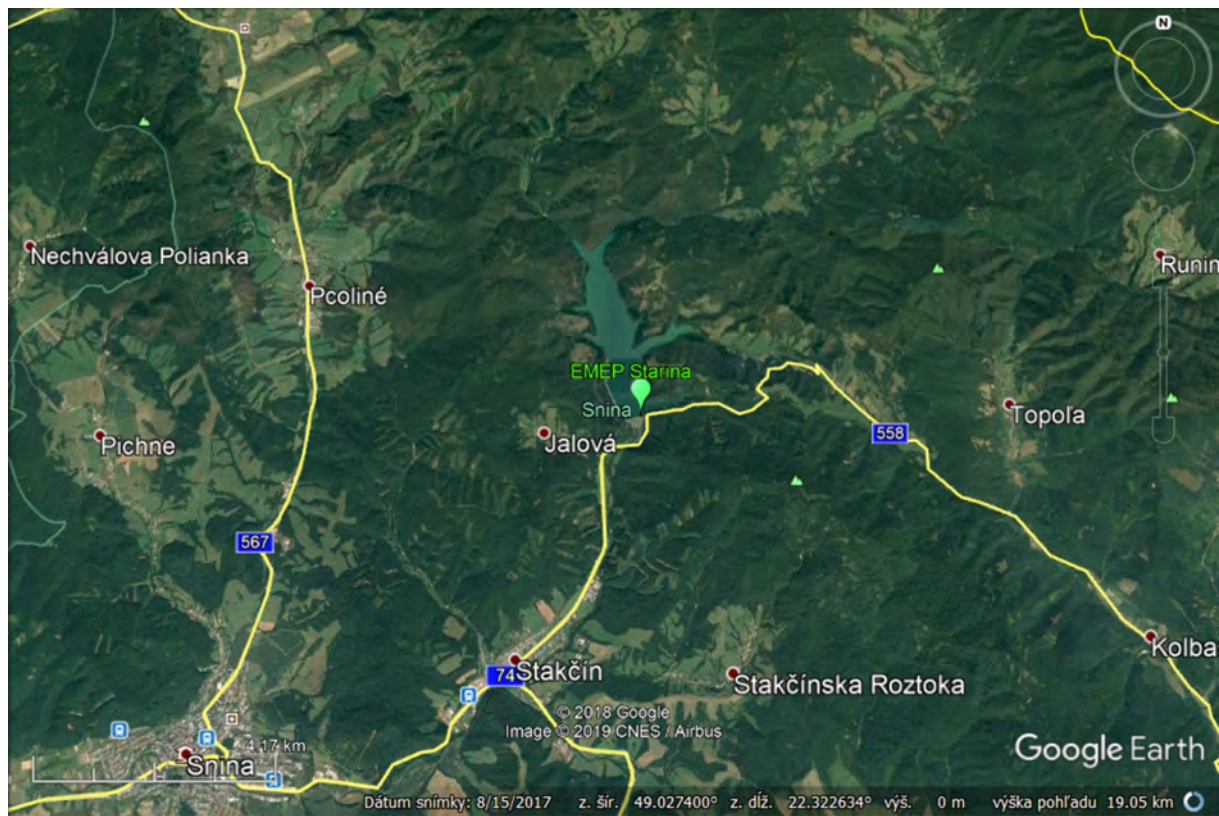 N
Nechválova Polianka
Runin
Pcoliné
EMEP Starina
Snina
Topoľa
Jalová
558
Pichne
567
Kolba
Stakčín
74
Stakčínska Roztoka
© 2018 Google
Image © 2019 CNES / Airbus
4.17 km
Snina
Google Earth
Dátum snímky: 8/15/2017 z. šír. 49.027400° z. dĺž. 22.322634° výš. 0 m výška pohľadu 19.05 km